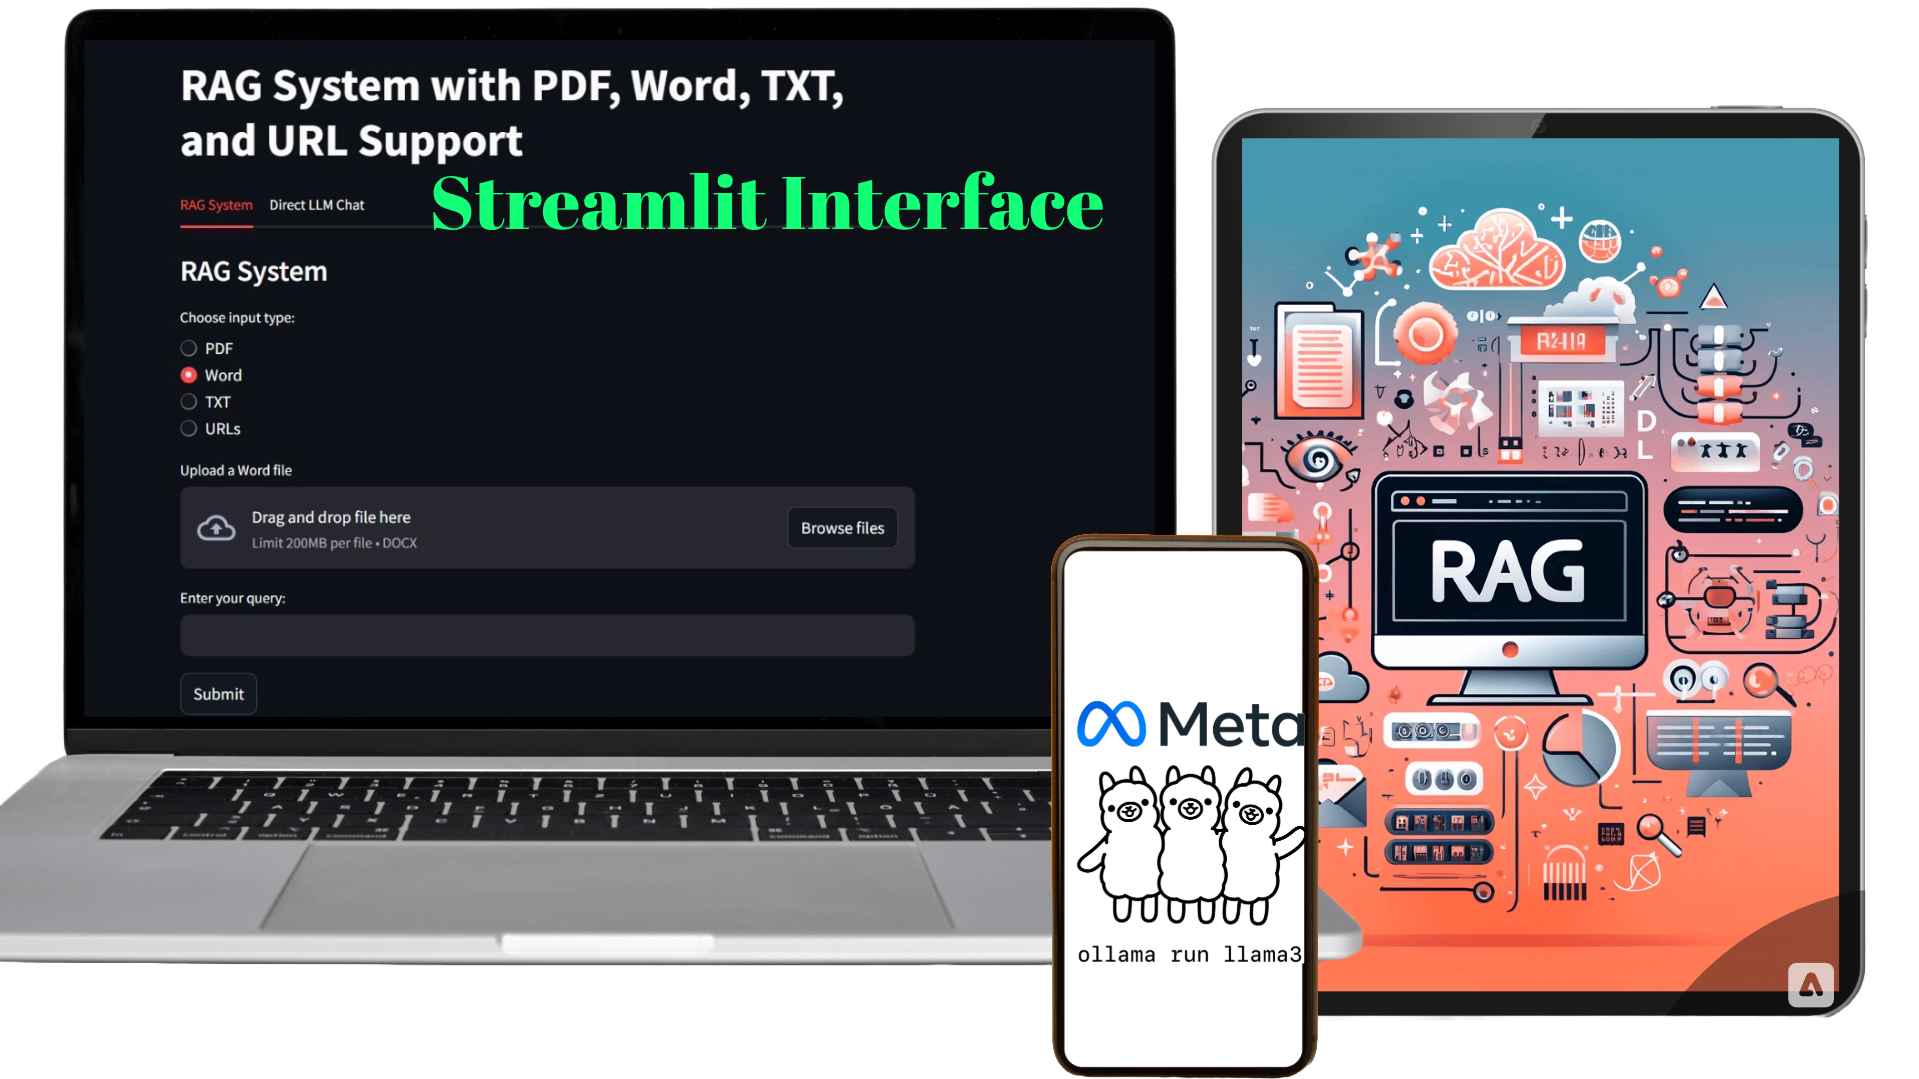 RAG System with PDF, Word, TXT,
and URL Support
Streamlit Interface
RAG System Direct LLM Chat
RAG System
Choose input type:
PDF
Word
TXT
URLs
Upload a Word file
Drag and drop file here
Limit 200MB per file • DOCX
Browse files
Enter your query:
Submit
Meta
ollama run llama3
RAG
D
L